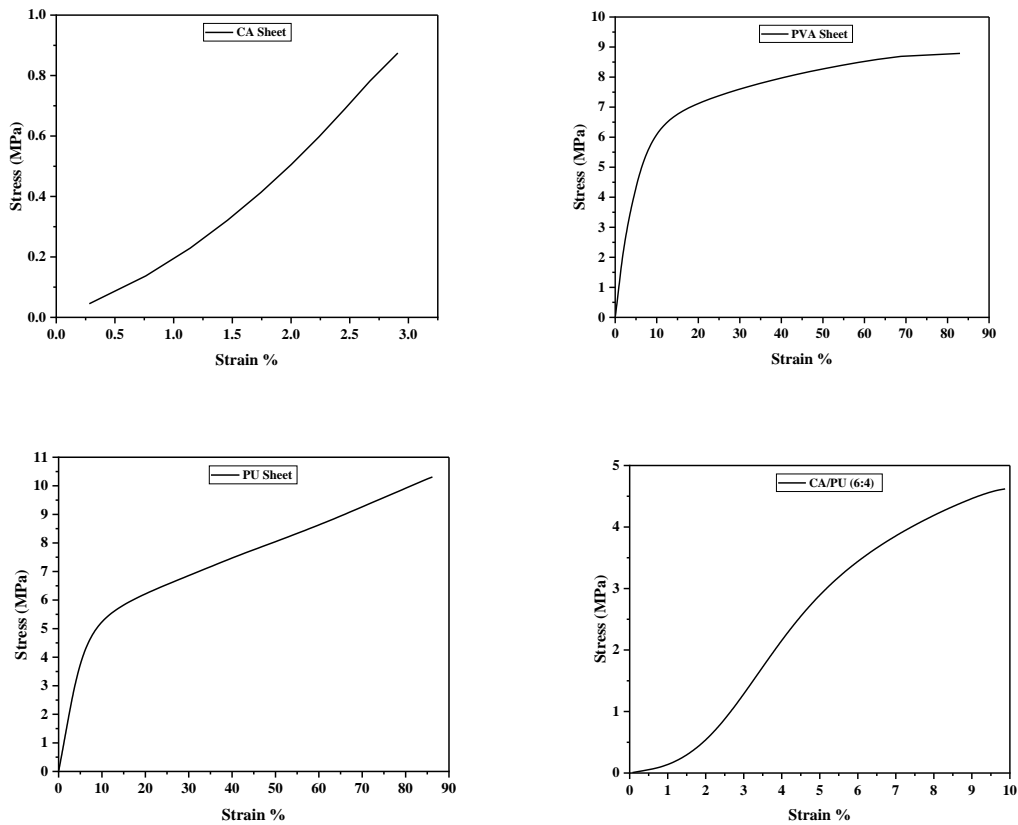 CA Sheet
1.0
0.8
0.6
0.4
0.2
0.0
Stress (MPa)
0.0 0.5 1.0 1.5 2.0 2.5 3.0
Strain %
PVA Sheet
10
9
8
7
6
5
4
3
2
1
0
Stress (MPa)
0 10 20 30 40 50 60 70 80 90
Strain %
PU Sheet
11
10
9
8
7
6
5
4
3
2
1
0
Stress (MPa)
0 10 20 30 40 50 60 70 80 90
Strain %
CA/PU (6:4)
5
4
3
2
1
0
Stress (MPa)
0 1 2 3 4 5 6 7 8 9 10
Strain %